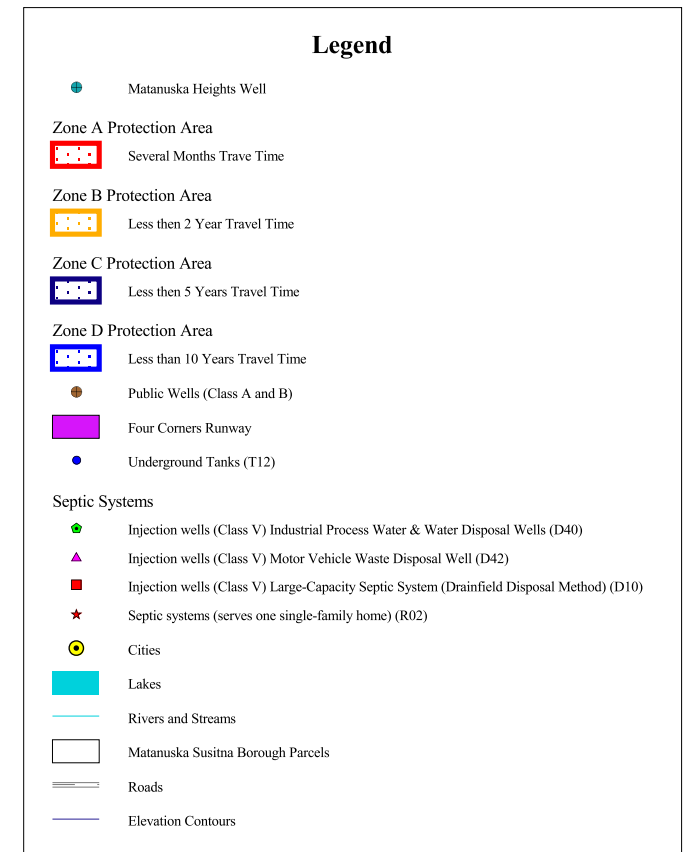 Legend
Matanuska Heights Well
Zone A Protection Area
Several Months Trave Time
Zone B Protection Area
Less then 2 Year Travel Time
Zone C Protection Area
Less then 5 Years Travel Time
Zone D Protection Area
Less than 10 Years Travel Time
Public Wells (Class A and B)
Four Corners Runway
Underground Tanks (T12)
Septic Systems
Injection wells (Class V) Industrial Process Water & Water Disposal Wells (D40)
Injection wells (Class V) Motor Vehicle Waste Disposal Well (D42)
Injection wells (Class V) Large-Capacity Septic System (Drainfield Disposal Method) (D10)
Septic systems (serves one single-family home) (R02)
Cities
Lakes
Rivers and Streams
Matanuska Susitna Borough Parcels
Roads
Elevation Contours